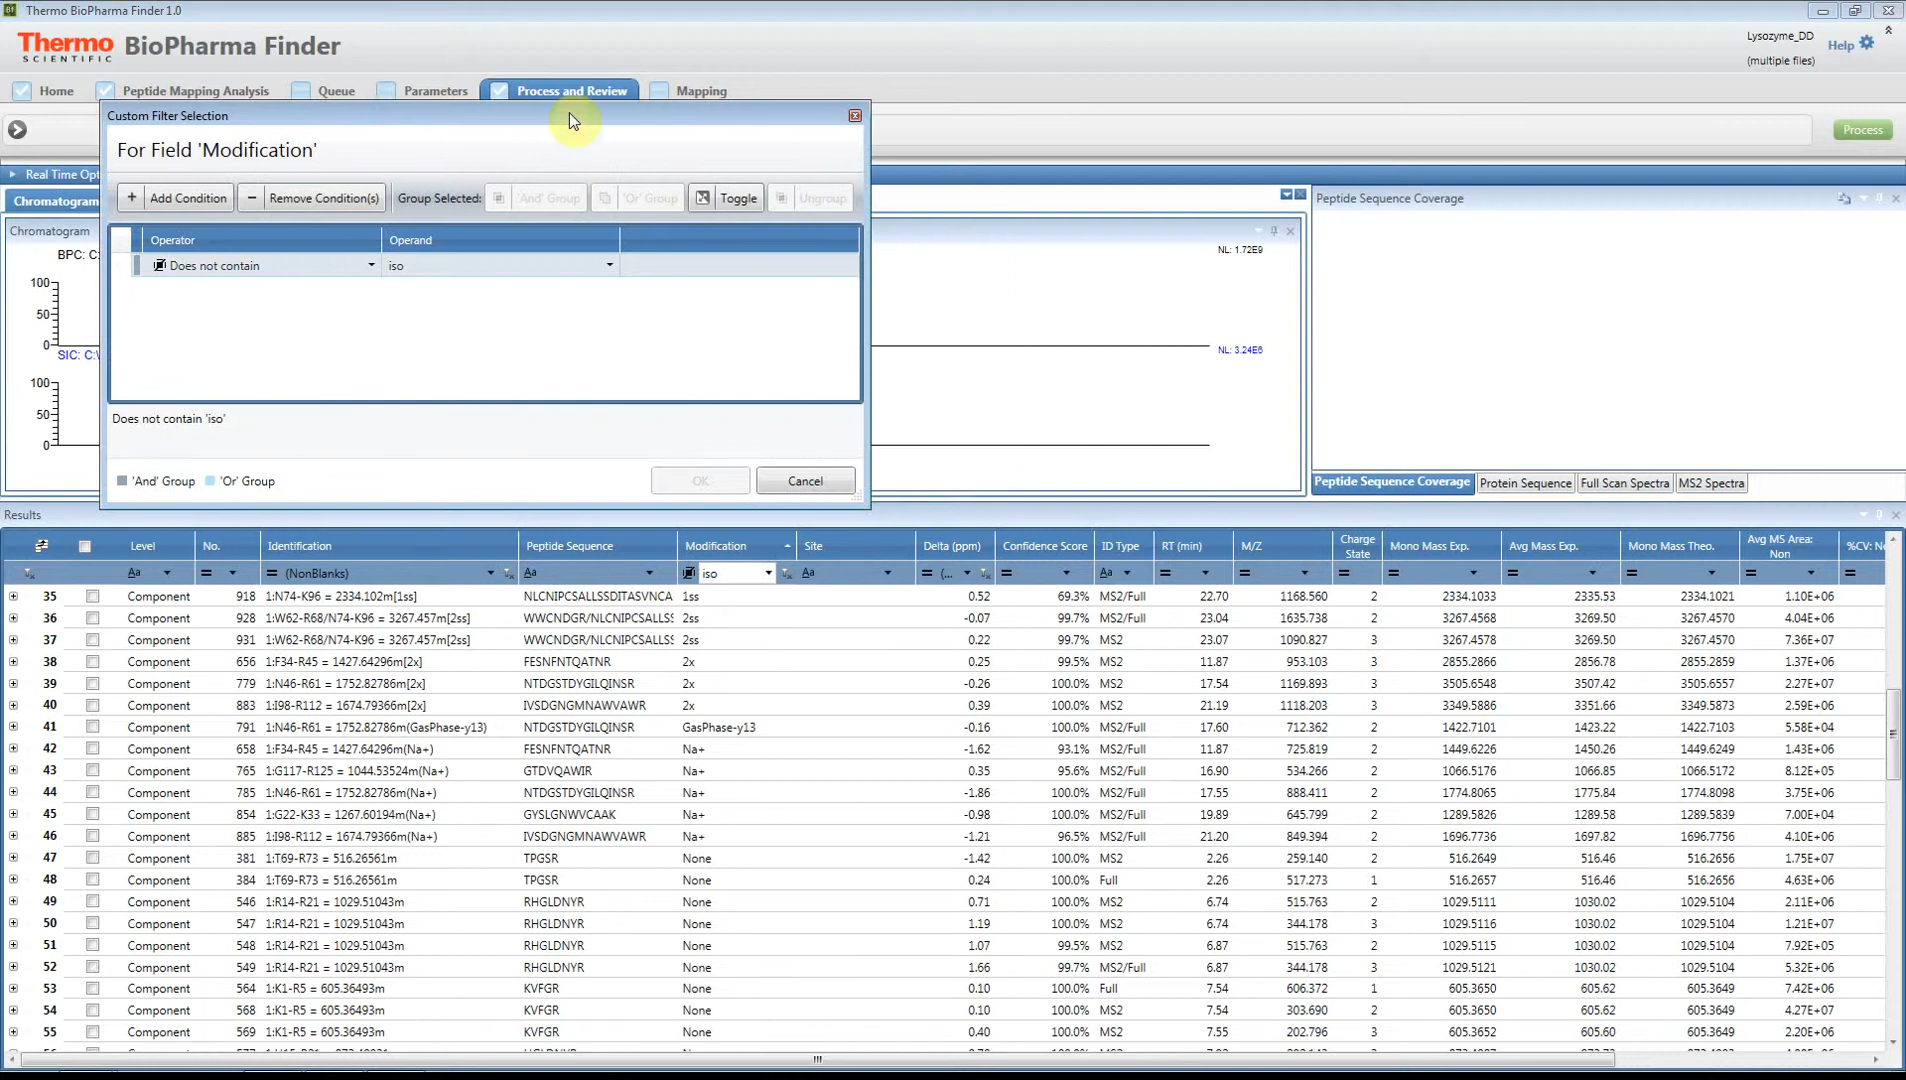 Thermo BioPharma Finder 1.0
Thermo SCIENTIFIC BioPharma Finder
Lysozyme_DD
(multiple files)
Help
Home Peptide Mapping Analysis Queue Parameters Process and Review Mapping
Process
Custom Filter Selection
For Field 'Modification'
Add Condition Remove Condition(s) Group Selected: 'And' Group 'Or' Group Toggle Ungroup
Operator Operand
Does not contain iso
Does not contain 'iso'
'And' Group 'Or' Group OK Cancel
Real Time Opt
Chromatogram
Chromatogram
BPC: C:
100
50
0
SIC: C:\
100
50
0
NL: 1.72E9
NL: 3.24E6
Peptide Sequence Coverage
Peptide Sequence Coverage Protein Sequence Full Scan Spectra MS2 Spectra
Results
Level No. Identification Peptide Sequence Modification Site Delta (ppm) Confidence Score ID Type RT (min) M/Z Charge State Mono Mass Exp. Avg Mass Exp. Mono Mass Theo. Avg MS Area: Non %CV: N
Aa = = (NonBlanks) Aa iso Aa = (... = Aa = = = = = = = =
35 Component 918 1:N74-K96 = 2334.102m[1ss] NLCNIPCSALLSSDITASVNCA 1ss 0.52 69.3% MS2/Full 22.70 1168.560 2 2334.1033 2335.53 2334.1021 1.10E+06
36 Component 928 1:W62-R68/N74-K96 = 3267.457m[2ss] WWCNDGR/NLCNIPCSALLSS 2ss -0.07 99.7% MS2/Full 23.04 1635.738 2 3267.4568 3269.50 3267.4570 4.04E+06
37 Component 931 1:W62-R68/N74-K96 = 3267.457m[2ss] WWCNDGR/NLCNIPCSALLSS 2ss 0.22 99.7% MS2/Full 23.07 1090.827 3 3267.4578 3269.50 3267.4570 7.36E+07
38 Component 656 1:F34-R45 = 1427.64296m[2x] FESNFNTQATNR 2x 0.25 99.5% MS2 11.87 953.103 3 2855.2866 2856.78 2855.2859 1.37E+06
39 Component 779 1:N46-R61 = 1752.82786m[2x] NTDGSTDYGILQINSR 2x -0.26 100.0% MS2 17.54 1169.893 3 3505.6548 3507.42 3505.6557 2.27E+07
40 Component 883 1:I98-R112 = 1674.79366m[2x] IVSDGNGMNAWVAWR 2x 0.39 100.0% MS2 21.19 1118.203 3 3349.5886 3351.66 3349.5873 2.59E+06
41 Component 791 1:N46-R61 = 1752.82786m(GasPhase-y13) NTDGSTDYGILQINSR GasPhase-y13 -0.16 100.0% MS2/Full 17.60 712.362 2 1422.7101 1423.22 1422.7103 5.58E+04
42 Component 658 1:F34-R45 = 1427.64296m(Na+) FESNFNTQATNR Na+ -1.62 93.1% MS2/Full 11.87 725.819 2 1449.6226 1450.26 1449.6249 1.43E+06
43 Component 765 1:G117-R125 = 1044.53524m(Na+) GTDVQAWIR Na+ 0.35 95.6% MS2/Full 16.90 534.266 2 1066.5176 1066.85 1066.5172 8.12E+05
44 Component 785 1:N46-R61 = 1752.82786m(Na+) NTDGSTDYGILQINSR Na+ -1.86 100.0% MS2/Full 17.55 888.411 2 1774.8065 1775.84 1774.8098 3.75E+06
45 Component 854 1:G22-K33 = 1267.60194m(Na+) GYSLGNWVCAAK Na+ -0.98 100.0% MS2/Full 19.89 645.799 2 1289.5826 1289.58 1289.5839 7.00E+04
46 Component 885 1:I98-R112 = 1674.79366m(Na+) IVSDGNGMNAWVAWR Na+ -1.21 96.5% MS2/Full 21.20 849.394 2 1696.7736 1697.82 1696.7756 4.10E+06
47 Component 381 1:T69-R73 = 516.26561m TPGSR None -1.42 100.0% MS2 2.26 259.140 2 516.2649 516.46 516.2656 1.75E+07
48 Component 384 1:T69-R73 = 516.26561m TPGSR None 0.24 100.0% Full 2.26 517.273 1 516.2657 516.46 516.2656 4.63E+06
49 Component 546 1:R14-R21 = 1029.51043m RHGLDNYR None 0.71 100.0% MS2 6.74 515.763 2 1029.5111 1030.02 1029.5104 2.11E+06
50 Component 547 1:R14-R21 = 1029.51043m RHGLDNYR None 1.19 100.0% MS2 6.74 344.178 3 1029.5116 1030.02 1029.5104 1.21E+07
51 Component 548 1:R14-R21 = 1029.51043m RHGLDNYR None 1.07 99.5% MS2 6.87 515.763 2 1029.5115 1030.02 1029.5104 7.92E+05
52 Component 549 1:R14-R21 = 1029.51043m RHGLDNYR None 1.66 99.7% MS2/Full 6.87 344.178 3 1029.5121 1030.02 1029.5104 5.32E+06
53 Component 564 1:K1-R5 = 605.36493m KVFGR None 0.10 100.0% Full 7.54 606.372 1 605.3650 605.62 605.3649 1.10E+06
54 Component 568 1:K1-R5 = 605.36493m KVFGR None 0.10 100.0% MS2 7.54 303.690 2 605.3650 605.62 605.3649 4.27E+07
55 Component 569 1:K1-R5 = 605.36493m KVFGR None 0.40 100.0% MS2 7.55 202.796 3 605.3652 605.60 605.3649 2.20E+06